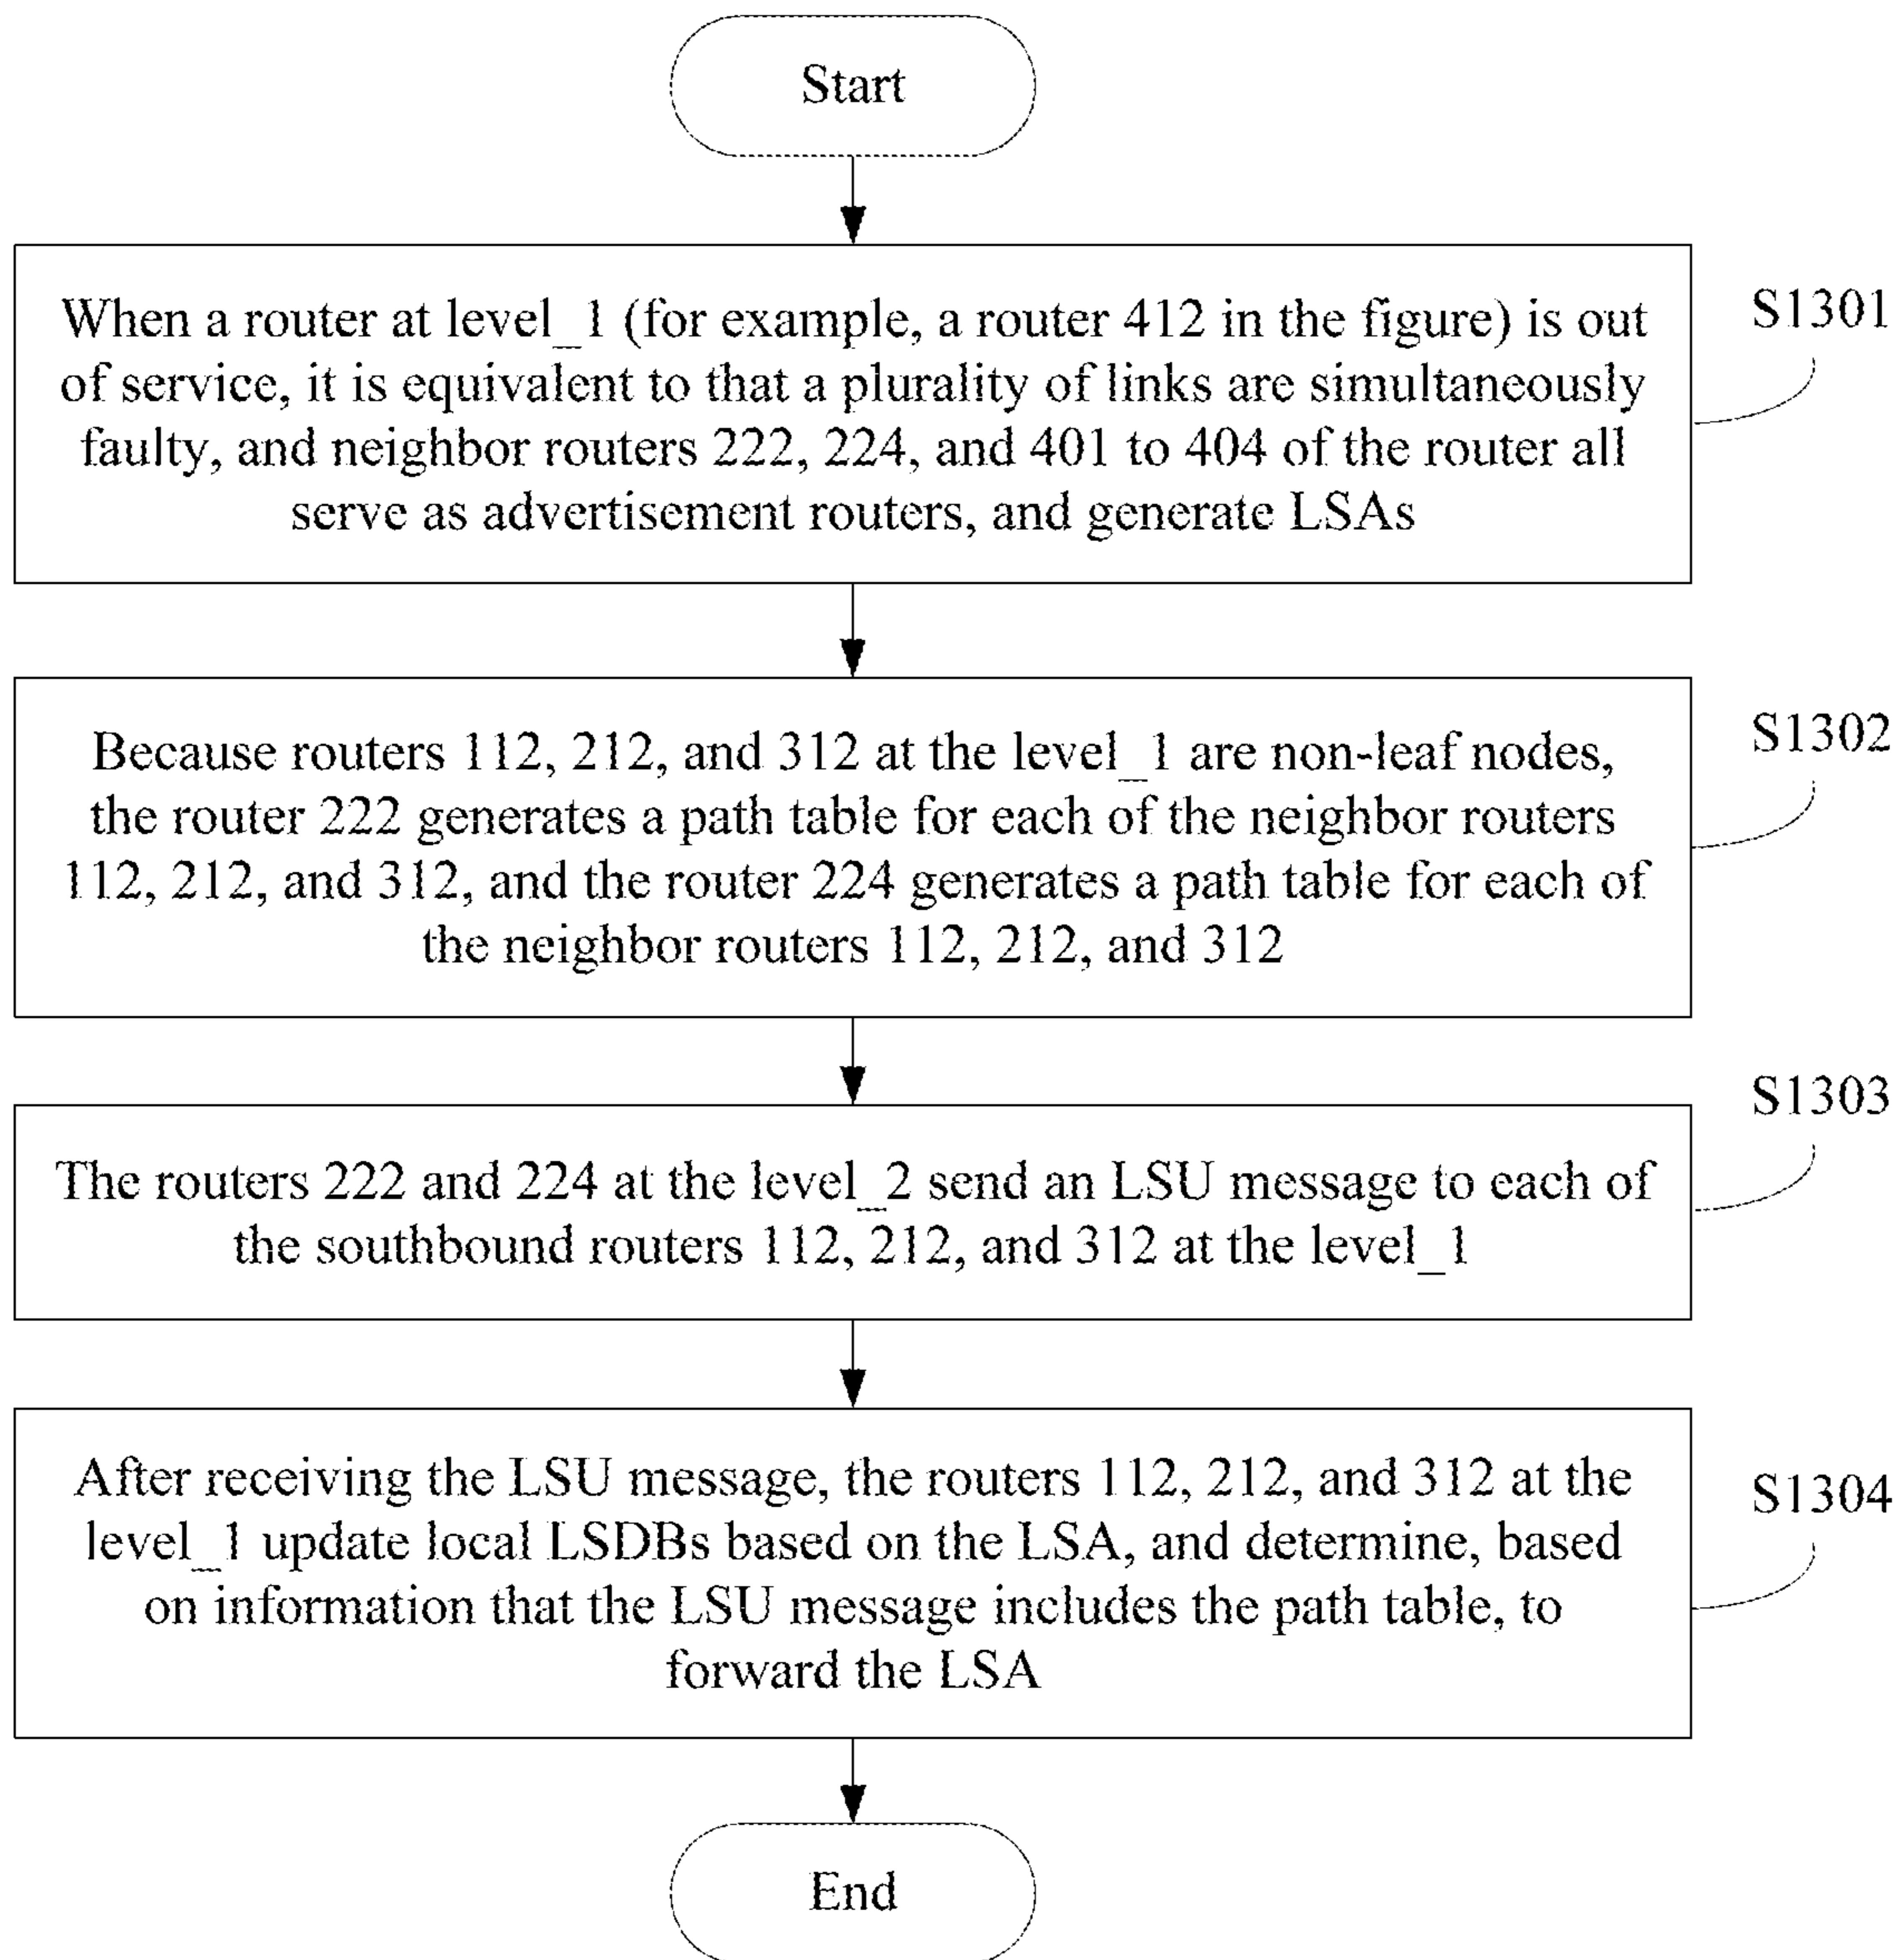 Start
When a router at level_1 (for example, a router 412 in the figure) is out
of service, it is equivalent to that a plurality of links are simultaneously
faulty, and neighbor routers 222, 224, and 401 to 404 of the router all
serve as advertisement routers, and generate LSAs
S1301
Because routers 112, 212, and 312 at the level_1 are non-leaf nodes,
the router 222 generates a path table for each of the neighbor routers
112, 212, and 312, and the router 224 generates a path table for each of
the neighbor routers 112, 212, and 312
S1302
The routers 222 and 224 at the level_2 send an LSU message to each of
the southbound routers 112, 212, and 312 at the level_1
S1303
After receiving the LSU message, the routers 112, 212, and 312 at the
level_1 update local LSDBs based on the LSA, and determine, based
on information that the LSU message includes the path table, to
forward the LSA
S1304
End